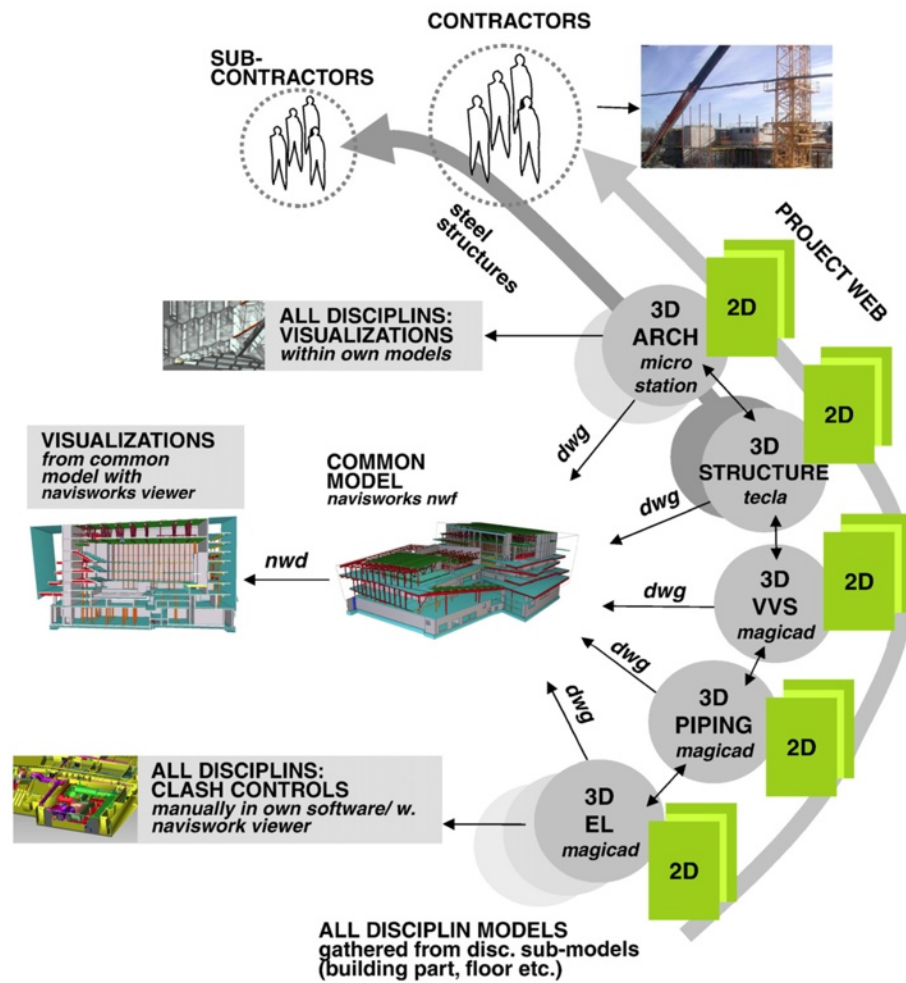 CONTRACTORS
SUB-
CONTRACTORS
steel
structures
PROJECT WEB
3D
ARCH
micro
station
2D
ALL DISCIPLINS:
VISUALIZATIONS
within own models
dwg
3D
STRUCTURE
tecla
2D
VISUALIZATIONS
from common
model with
navisworks viewer
COMMON
MODEL
navisworks nwf
dwg
nwd
dwg
3D
VVS
magicad
2D
dwg
3D
PIPING
magicad
2D
dwg
ALL DISCIPLINS:
CLASH CONTROLS
manually in own software/ w.
naviswork viewer
3D
EL
magicad
2D
ALL DISCIPLIN MODELS
gathered from disc. sub-models
(building part, floor etc.)